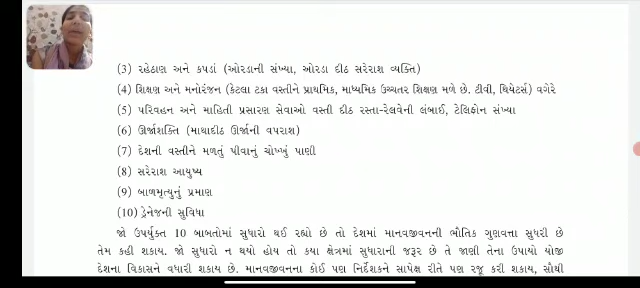 (3) રહેઠાણ અને કપડાં (ઓરડાની સંખ્યા, ઓરડા દીઠ સરેરાશ વ્યક્તિ)
(4) શિક્ષણ અને મનોરંજન (કેટલા ટકા વસ્તીને પ્રાથમિક, માધ્યમિક ઉચ્ચતર શિક્ષણ મળે છે. ટીવી, થિયેટર્સ) વગેરે
(5) પરિવહન અને માહિતી પ્રસારણ સેવાઓ વસ્તી દીઠ રસ્તા-રેલવેની લંબાઈ, ટેલિફોન સંખ્યા
(6) ઊર્જાશક્તિ (માથાદીઠ ઊર્જાની વપરાશ)
(7) દેશની વસ્તીને મળતું પીવાનું ચોખ્ખું પાણી
(8) સરેરાશ આયુષ્ય
(9) બાળમૃત્યુનું પ્રમાણ
(10) ડ્રેનેજની સુવિધા
જો ઉપર્યુક્ત 10 બાબતોમાં સુધારો થઈ રહ્યો છે તો દેશમાં માનવજીવનની ભૌતિક ગુણવત્તા સુધરી છે
તેમ કહી શકાય. જો સુધારો ન થયો હોય તો કયા ક્ષેત્રમાં સુધારાની જરૂર છે તે જાણી તેના ઉપાયો યોજી
દેશના વિકાસને વધારી શકાય છે. માનવજીવનના કોઈ પણ નિર્દેશકને સાપેક્ષ રીતે પણ રજૂ કરી શકાય, સૌથી